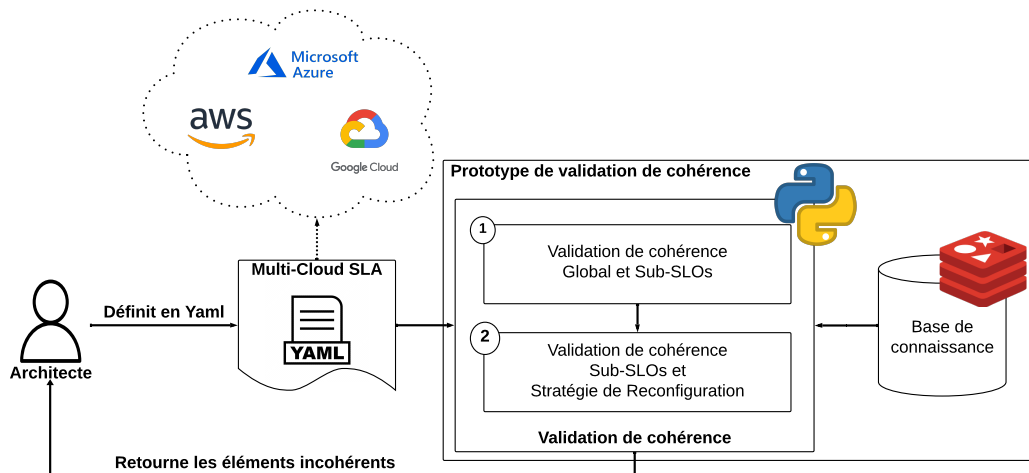 Microsoft
Azure
aws
Google Cloud
Prototype de validation de cohérence
1
Validation de cohérence
Global et Sub-SLOs
Multi-Cloud SLA
Définit en Yaml
YAML
Architecte
2
Validation de cohérence
Sub-SLOs et
Stratégie de Reconfiguration
Base de
connaissance
Validation de cohérence
Retourne les éléments incohérents